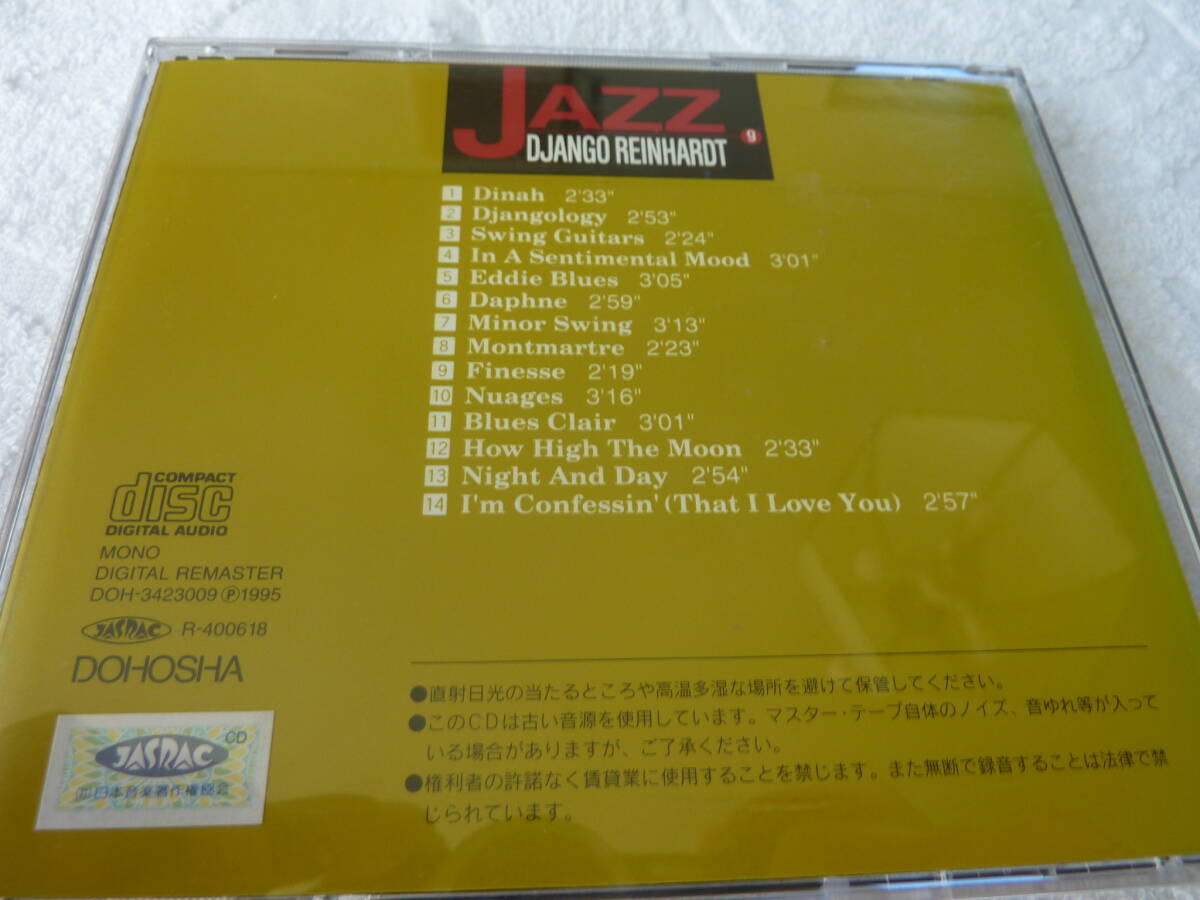 JAZZ
DJANGO REINHARDT 9
1 Dinah 2'33"
2 Djangology 2'53"
3 Swing Guitars 2'24"
4 In A Sentimental Mood 3'01"
5 Eddie Blues 3'05"
6 Daphne 2'59"
7 Minor Swing 3'13"
8 Montmartre 2'23"
9 Finesse 2'19"
10 Nuages 3'16"
11 Blues Clair 3'01"
12 How High The Moon 2'33"
13 Night And Day 2'54"
14 I'm Confessin' (That I Love You) 2'57"
COMPACT
disc
DIGITAL AUDIO
MONO
DIGITAL REMASTER
DOH-3423009 Ⓟ1995
JASRAC R-400618
DOHOSHA
JASRAC CD
㈳日本音楽著作権協会
●直射日光の当たるところや高温多湿な場所を避けて保管してください。
●このCDは古い音源を使用しています。マスター・テープ自体のノイズ、音ゆれ等が入って
いる場合がありますが、ご了承ください。
●権利者の許諾なく賃貸業に使用することを禁じます。また無断で録音することは法律で禁
じられています。